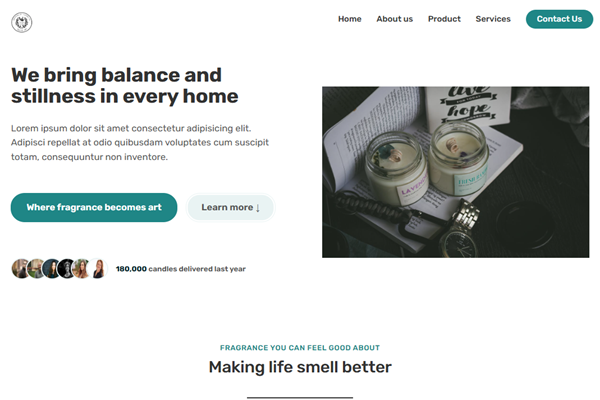 Home
About us
Product
Services
Contact Us
We bring balance and
stillness in every home
Lorem ipsum dolor sit amet consectetur adipisicing elit.
Adipisci repellat at odio quibusdam voluptates cum suscipit
totam, consequuntur non inventore.
Where fragrance becomes art
Learn more ↓
180,000 candles delivered last year
live
hope
LAVEN
FRAGRANCE YOU CAN FEEL GOOD ABOUT
Making life smell better